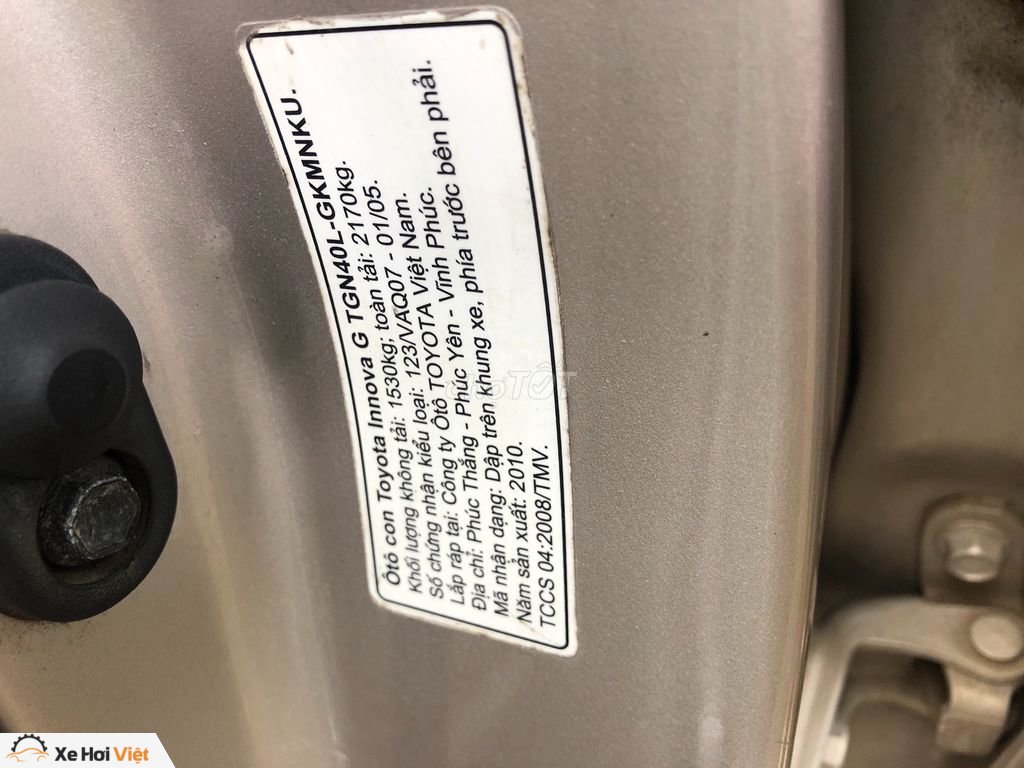 Ôtô con Toyota Innova G TGN40L-GKMNKU.
Khối lượng không tải: 1530kg; toàn tải: 2170kg.
Số chứng nhận kiểu loại: 123/VAQ07 - 01/05.
Lắp ráp tại: Công ty Ôtô TOYOTA Việt Nam.
Địa chỉ: Phúc Thắng - Phúc Yên - Vĩnh Phúc.
Mã nhận dạng: Dập trên khung xe, phía trước bên phải.
Năm sản xuất: 2010.
TCCS 04:2008/TMV.
choTỐT
Xe Hơi Việt